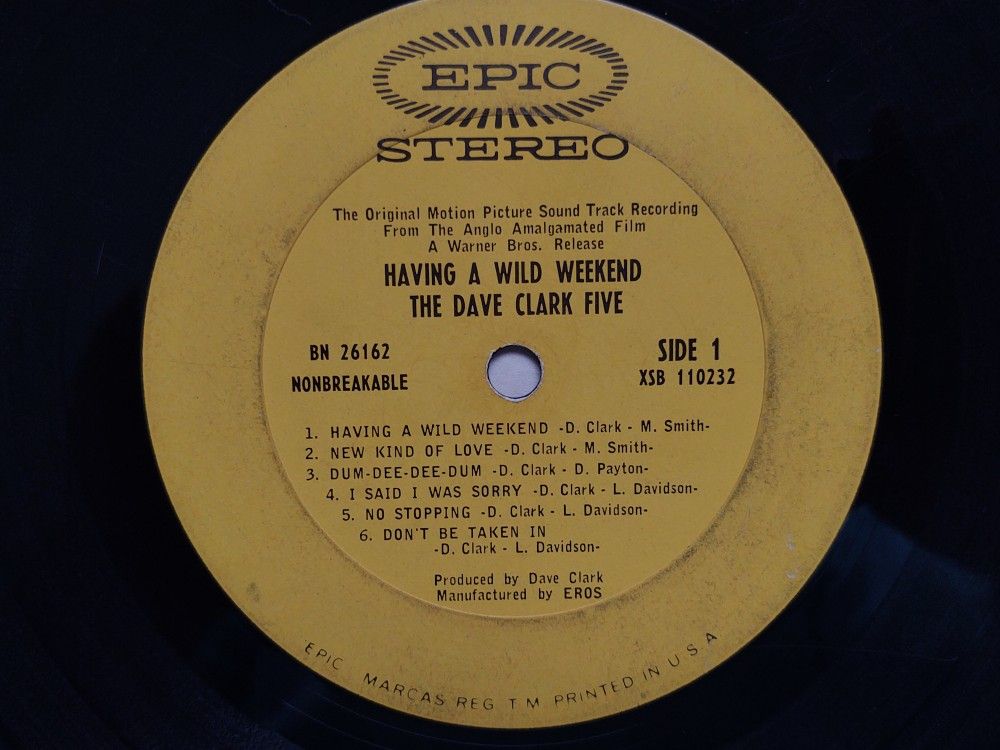 EPIC
STEREO
The Original Motion Picture Sound Track Recording
From The Anglo Amalgamated Film
A Warner Bros. Release
HAVING A WILD WEEKEND
THE DAVE CLARK FIVE
BN 26162
NONBREAKABLE
SIDE 1
XSB 110232
1. HAVING A WILD WEEKEND -D. Clark - M. Smith-
2. NEW KIND OF LOVE -D. Clark - M. Smith-
3. DUM-DEE-DEE-DUM -D. Clark - D. Payton-
4. I SAID I WAS SORRY -D. Clark - L. Davidson-
5. NO STOPPING -D. Clark - L. Davidson-
6. DON'T BE TAKEN IN
-D. Clark - L. Davidson-
Produced by Dave Clark
Manufactured by EROS
EPIC MARCAS REG T M PRINTED IN U S A